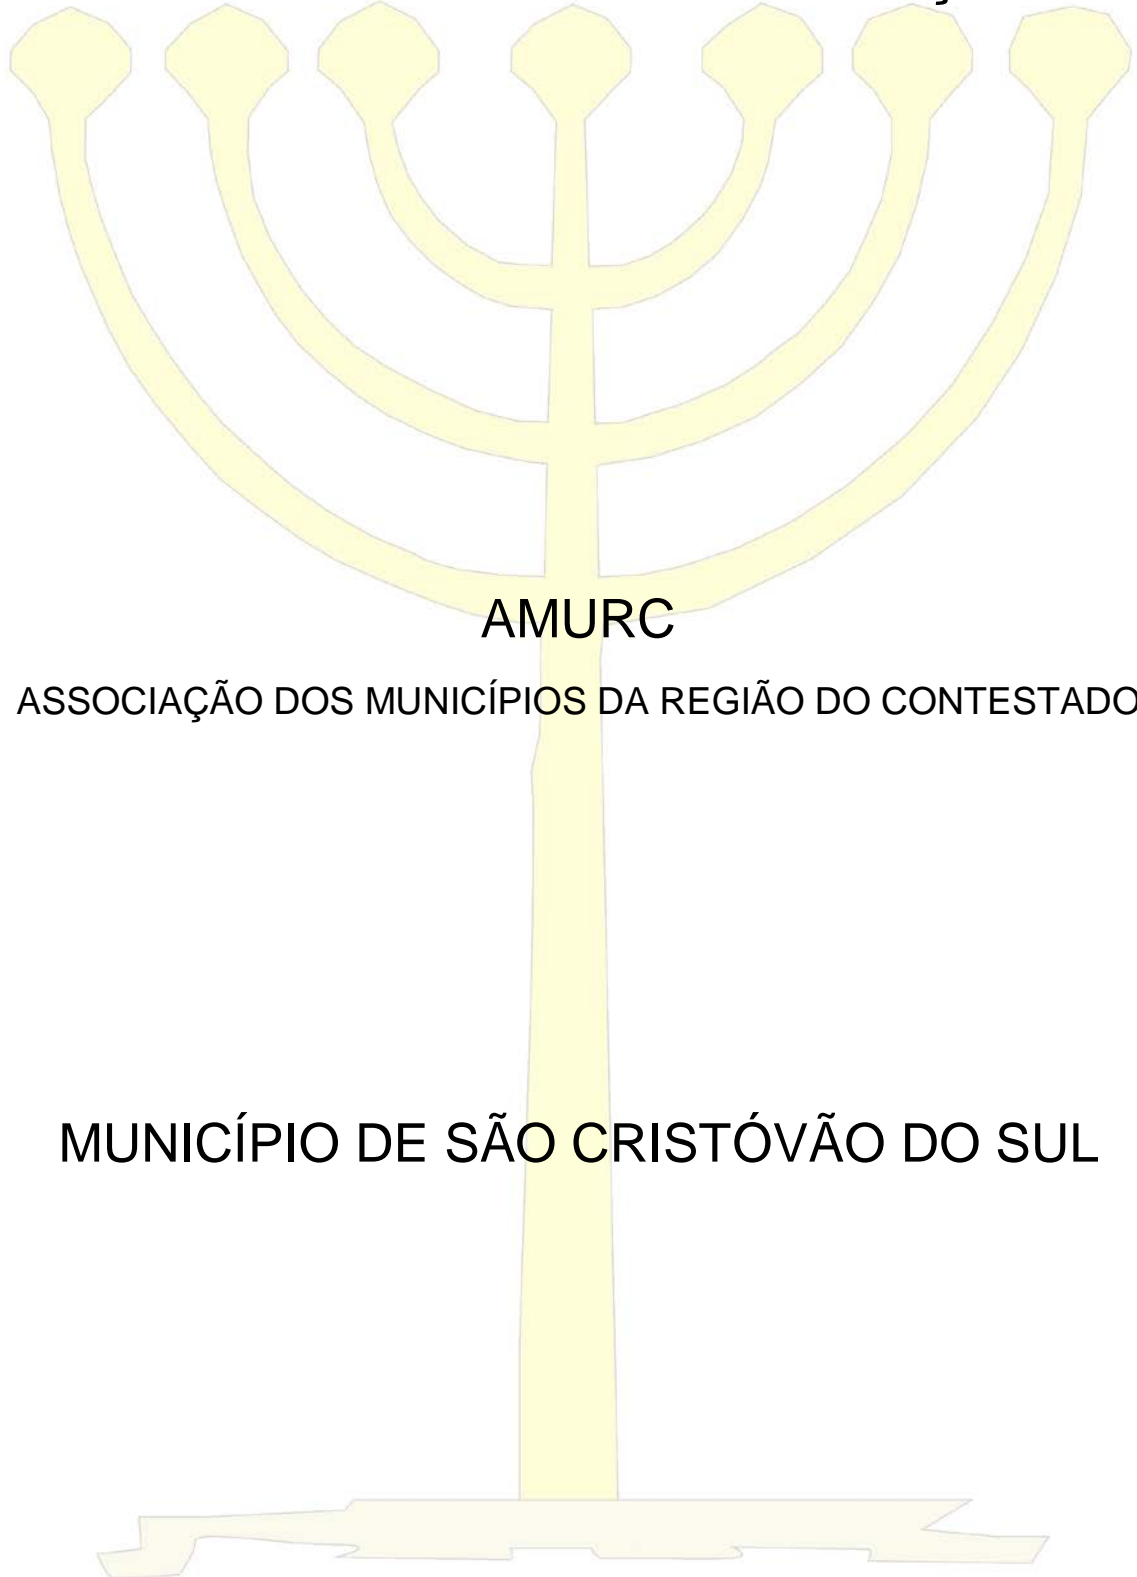 AMURC
ASSOCIAÇÃO DOS MUNICÍPIOS DA REGIÃO DO CONTESTADO
MUNICÍPIO DE SÃO CRISTÓVÃO DO SUL